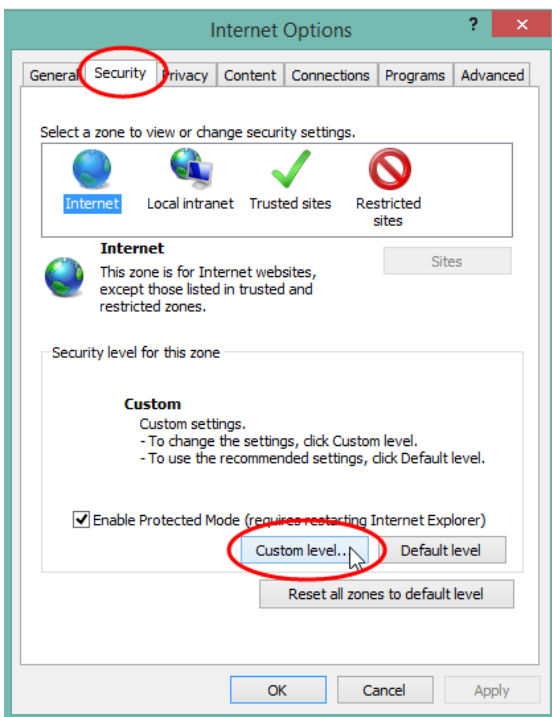 Internet Options
? ×
General Security Privacy Content Connections Programs Advanced
Select a zone to view or change security settings.
Internet Local intranet Trusted sites Restricted
sites
Internet
Sites
This zone is for Internet websites,
except those listed in trusted and
restricted zones.
Security level for this zone
Custom
Custom settings.
- To change the settings, click Custom level.
- To use the recommended settings, click Default level.
Enable Protected Mode (requires restarting Internet Explorer)
Custom level... Default level
Reset all zones to default level
OK Cancel Apply